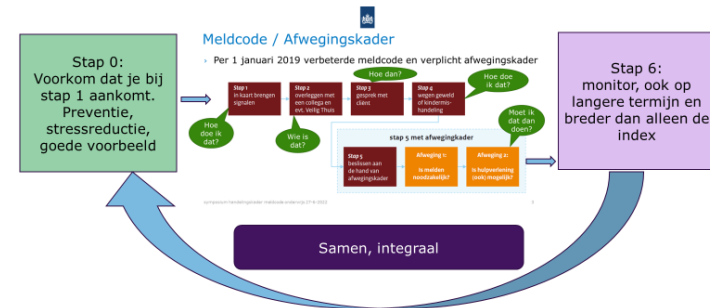 Meldcode / Afwegingskader
Per 1 januari 2019 verbeterde meldcode en verplicht afwegingskader
Stap 0:
Voorkom dat je bij
stap 1 aankomt.
Preventie,
stressreductie,
goede voorbeeld
Stap 1
in kaart brengen
signalen
Hoe
doe ik
dat?
Stap 2
overleggen met
een collega en
evt. Veilig Thuis
Wie is
dat?
Hoe dan?
Stap 3
gesprek met
cliënt
Stap 4
wegen geweld
of kindermis-
handeling
Hoe doe
ik dat?
stap 5 met afwegingkader
Stap 5
beslissen aan
de hand van
afwegingskader
Afweging 1:
Is melden
noodzakelijk?
Afweging 2:
Is hulpverlening
(ook) mogelijk?
Moet ik
dat dan
doen?
Stap 6:
monitor, ook op
langere termijn en
breder dan alleen de
index
Samen, integraal